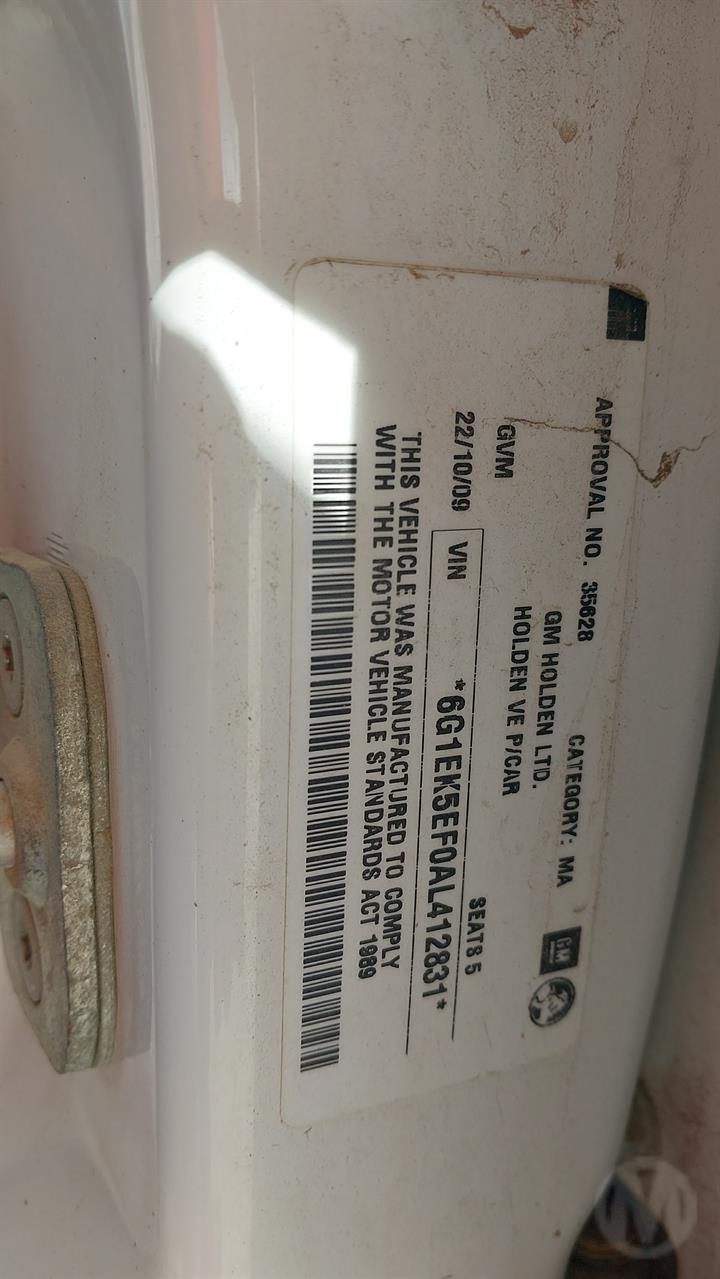 APPROVAL NO. 35628 CATEGORY: MA
GM HOLDEN LTD.
HOLDEN VE P/CAR
GM
GVM SEATS 5
22/10/09 VIN *6G1EK5EF0AL412831*
THIS VEHICLE WAS MANUFACTURED TO COMPLY
WITH THE MOTOR VEHICLE STANDARDS ACT 1989